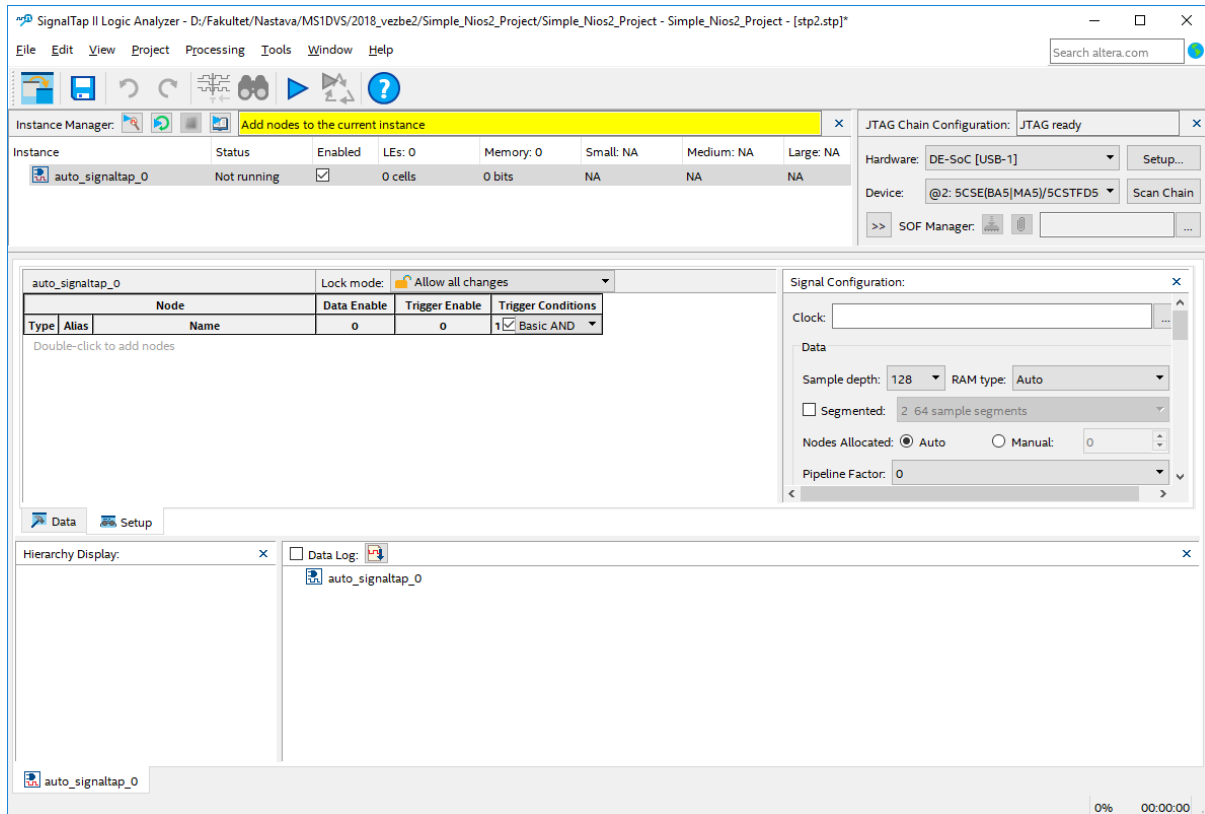 SignalTap II Logic Analyzer - D:/Fakultet/Nastava/MS1DVS/2018_vezbe2/Simple_Nios2_Project/Simple_Nios2_Project - Simple_Nios2_Project - [stp2.stp]*
File Edit View Project Processing Tools Window Help
Search altera.com
Instance Manager: Add nodes to the current instance
Instance Status Enabled LEs: 0 Memory: 0 Small: NA Medium: NA Large: NA
auto_signaltap_0 Not running 0 cells 0 bits NA NA NA
JTAG Chain Configuration: JTAG ready
Hardware: DE-SoC [USB-1] Setup...
Device: @2: 5CSE(BA5|MA5)/5CSTFD5 Scan Chain
>> SOF Manager: ...
auto_signaltap_0 Lock mode: Allow all changes
Node Data Enable Trigger Enable Trigger Conditions
Type Alias Name 0 0 1 Basic AND
Double-click to add nodes
Signal Configuration:
Clock: ...
Data
Sample depth: 128 RAM type: Auto
Segmented: 2 64 sample segments
Nodes Allocated: Auto Manual: 0
Pipeline Factor: 0
Data Setup
Hierarchy Display:
Data Log:
auto_signaltap_0
auto_signaltap_0
0% 00:00:00